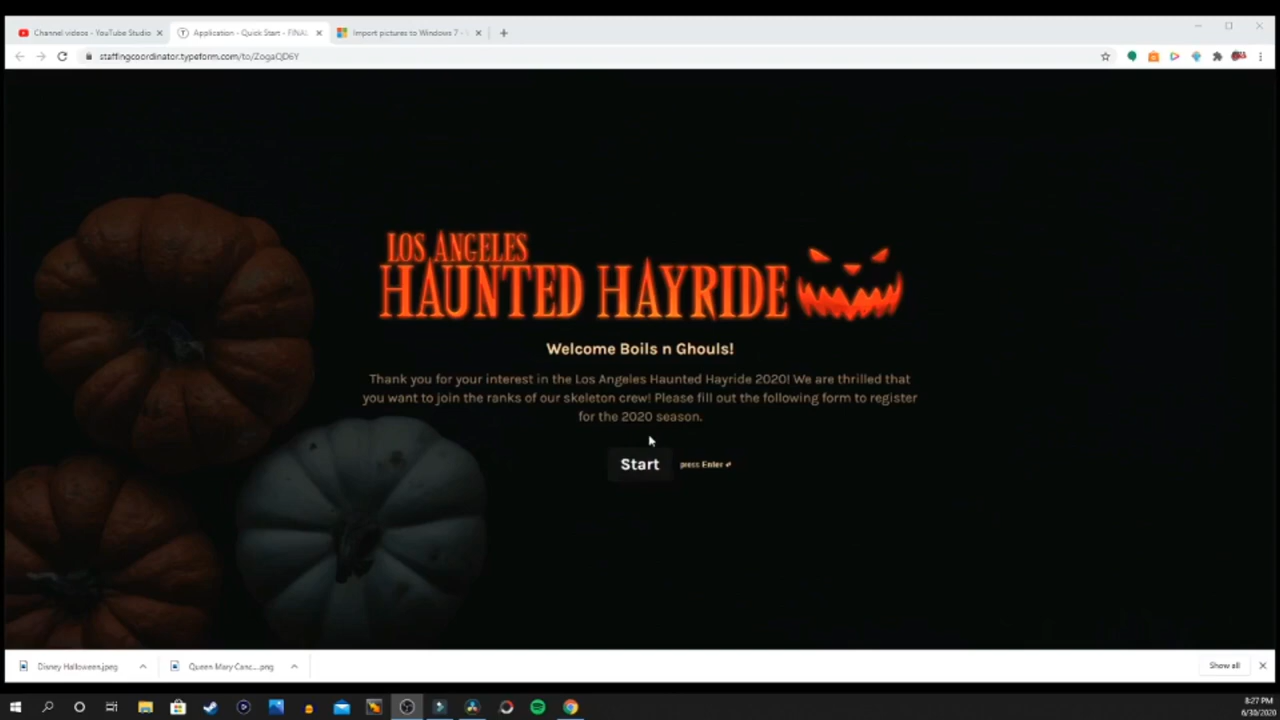 Channel videos - YouTube Studio
Application - Quick Start - FINAL
Import pictures to Windows 7 -
staffingcoordinator.typeform.com/to/ZogaQD6Y
LOS ANGELES
HAUNTED HAYRIDE
Welcome Boils n Ghouls!
Thank you for your interest in the Los Angeles Haunted Hayride 2020! We are thrilled that
you want to join the ranks of our skeleton crew! Please fill out the following form to register
for the 2020 season.
Start
press Enter ↵
Disney Halloween.jpeg
Queen Mary Canc....png
Show all
8:27 PM
6/30/2020